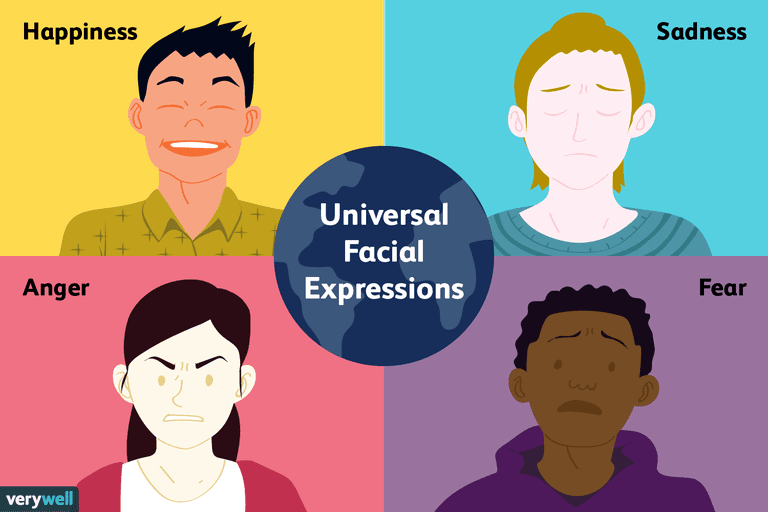 Happiness
Sadness
Universal
Facial
Expressions
Anger
Fear
verywell